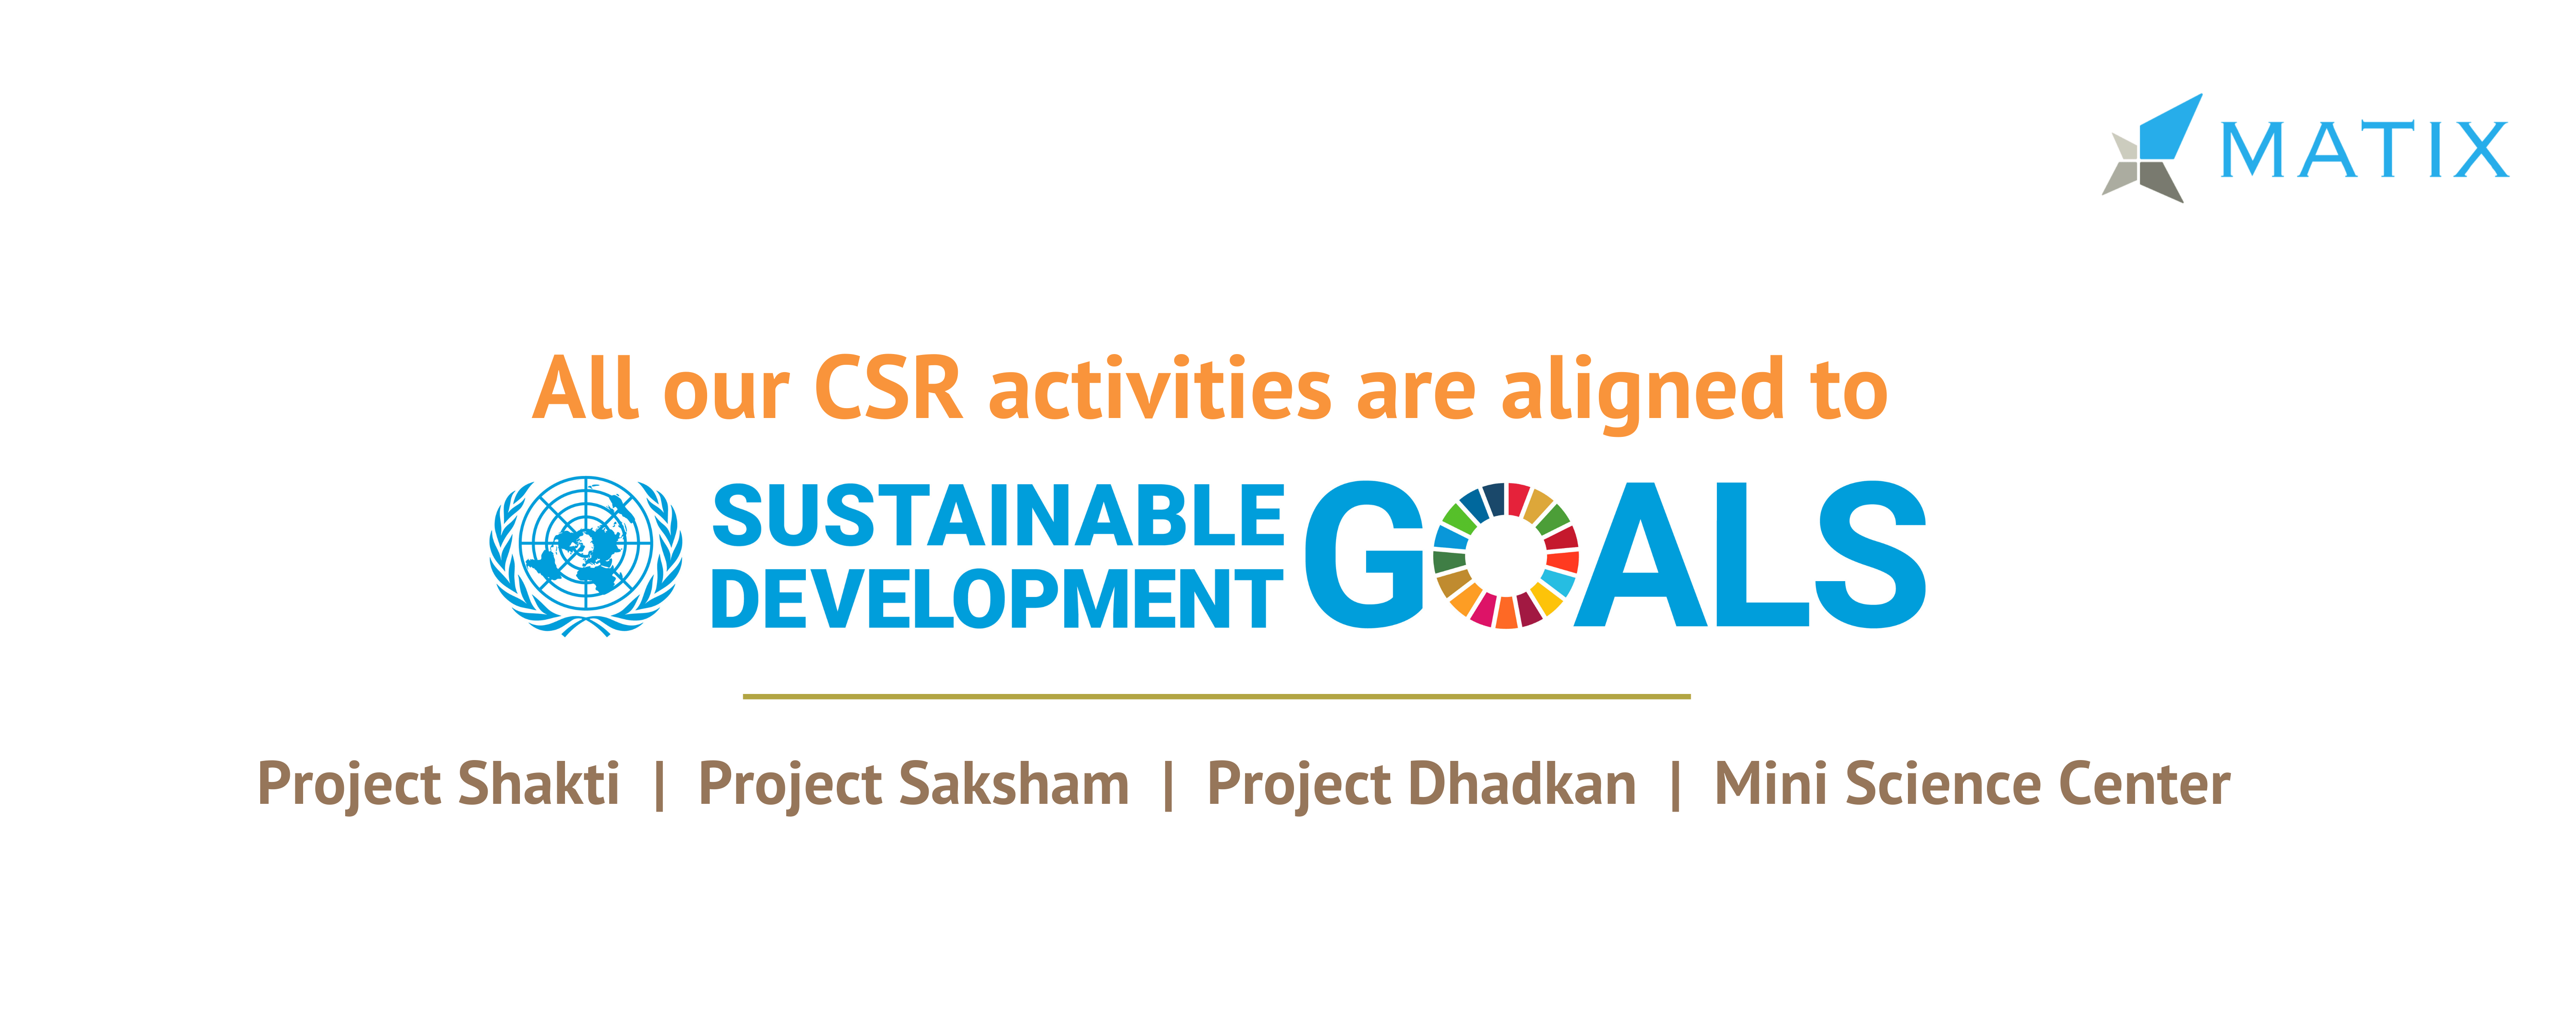 MATIX
All our CSR activities are aligned to
SUSTAINABLE
DEVELOPMENT
GOALS
Project Shakti | Project Saksham | Project Dhadkan | Mini Science Center